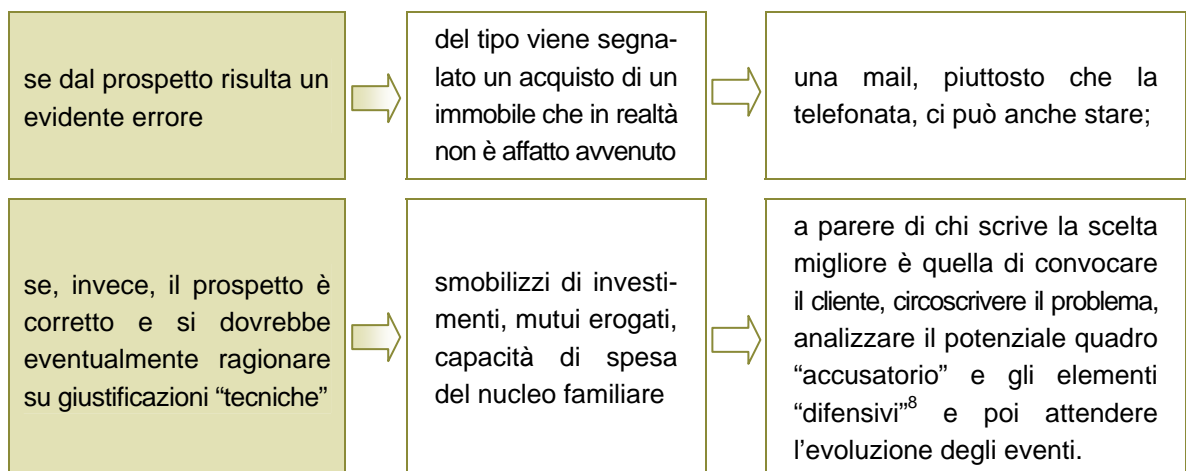 se dal prospetto risulta un
evidente errore
del tipo viene segna-
lato un acquisto di un
immobile che in realtà
non è affatto avvenuto
una mail, piuttosto che la
telefonata, ci può anche stare;
se, invece, il prospetto è
corretto e si dovrebbe
eventualmente ragionare
su giustificazioni “tecniche”
smobilizzi di investi-
menti, mutui erogati,
capacità di spesa
del nucleo familiare
a parere di chi scrive la scelta
migliore è quella di convocare
il cliente, circoscrivere il problema,
analizzare il potenziale quadro
“accusatorio” e gli elementi
“difensivi”8 e poi attendere
l’evoluzione degli eventi.